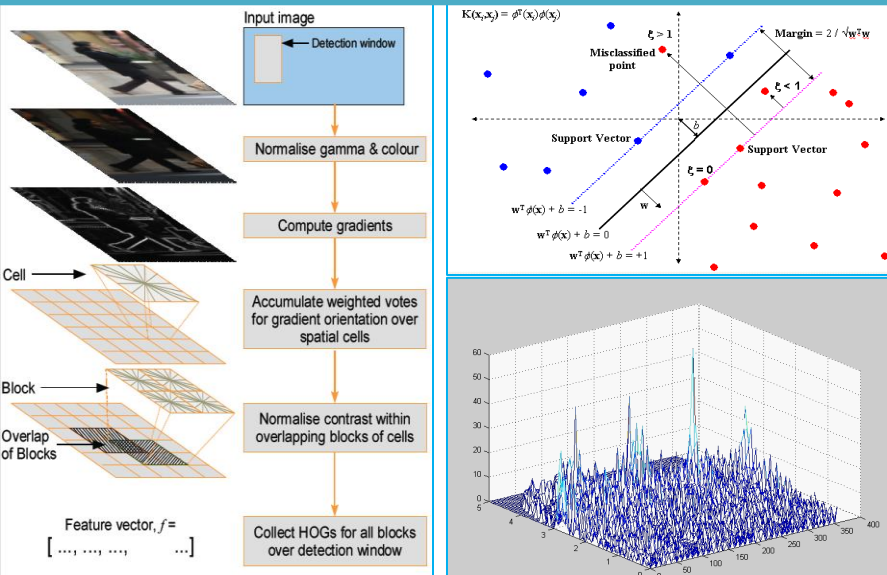 Input image
Detection window
Normalise gamma & colour
Compute gradients
Cell
Accumulate weighted votes
for gradient orientation over
spatial cells
Block
Normalise contrast within
overlapping blocks of cells
Overlap
of Blocks
Feature vector, f =
[ ..., ..., ..., ...]
Collect HOGs for all blocks
over detection window
K(xᵢ,xⱼ) = ϕᵀ(xᵢ)ϕ(xⱼ)
ξ > 1
Misclassified
point
Margin = 2 / √wᵀw
ξ < 1
b
Support Vector
Support Vector
ξ = 0
w
wᵀϕ(x) + b = -1
wᵀϕ(x) + b = 0
wᵀϕ(x) + b = +1
60
50
40
30
20
10
0
5
4
3
2
1
0
0
50
100
150
200
250
300
350
400